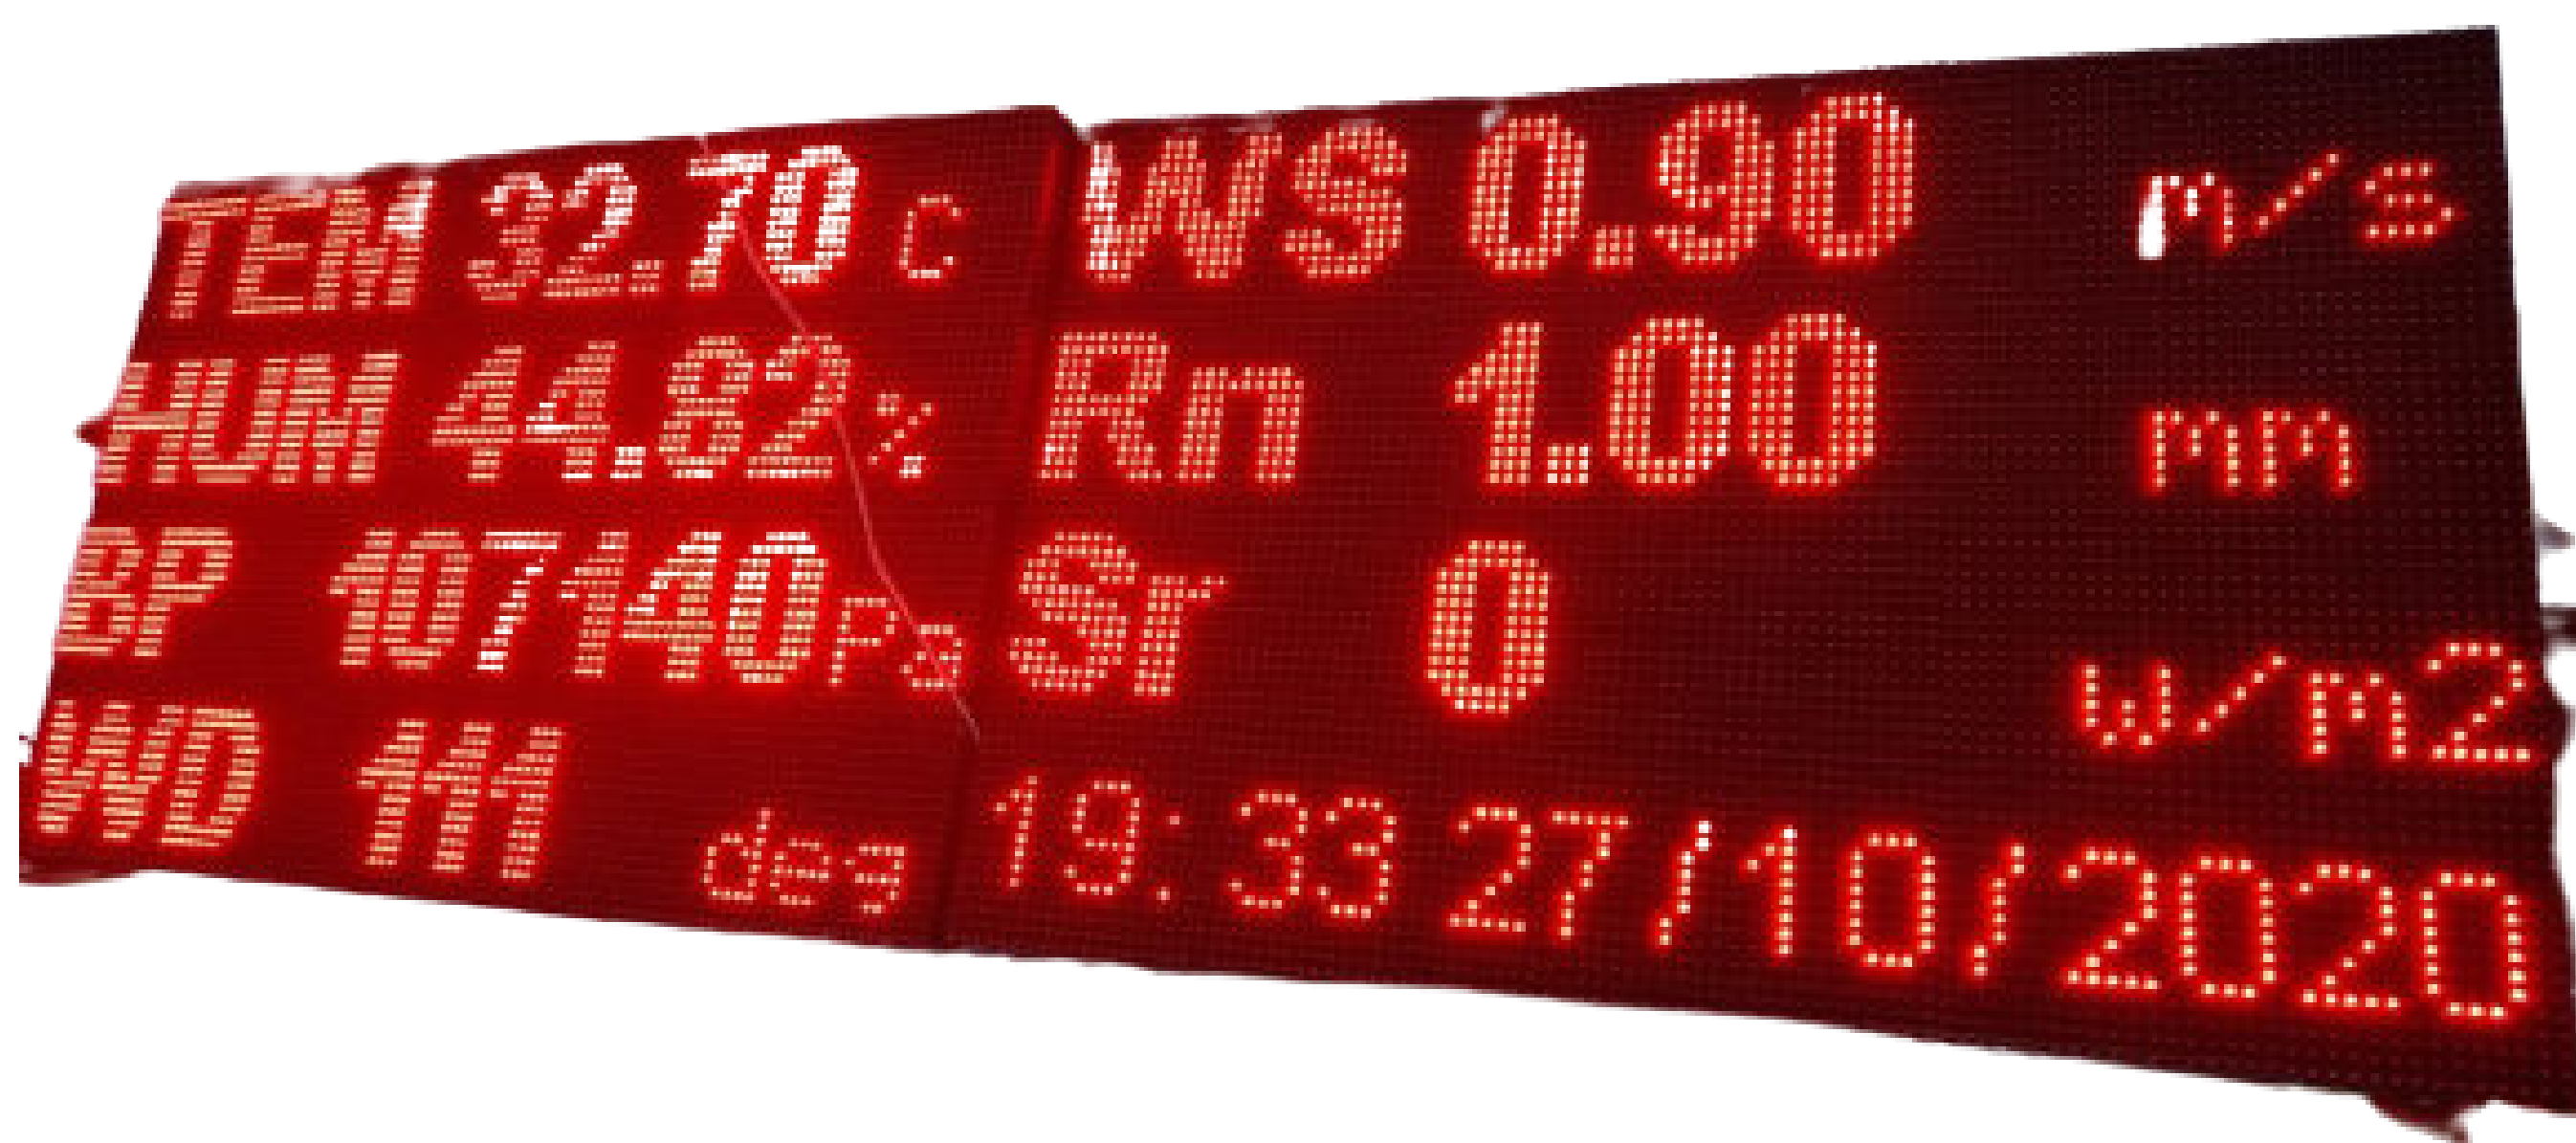 TEM 32.70 C
HUM 44.82 %
BP 107140 Pa
WD 111 deg
WS 0.90 m/s
Rn 1.00 mm
Sr 0 W/m2
19:33 27/10/2020